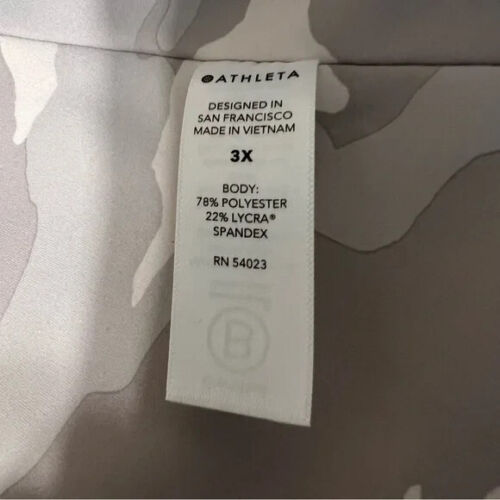 ATHLETA
DESIGNED IN
SAN FRANCISCO
MADE IN VIETNAM
3X
BODY:
78% POLYESTER
22% LYCRA®
SPANDEX
RN 54023
B